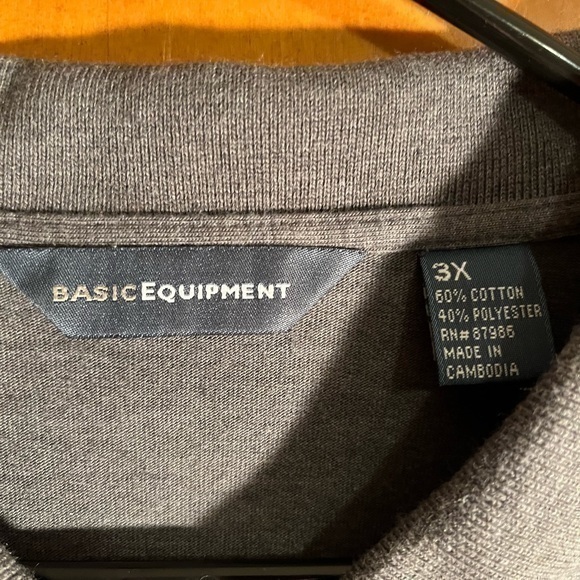 BASICEQUIPMENT
3X
60% COTTON
40% POLYESTER
RN# 87986
MADE IN
CAMBODIA